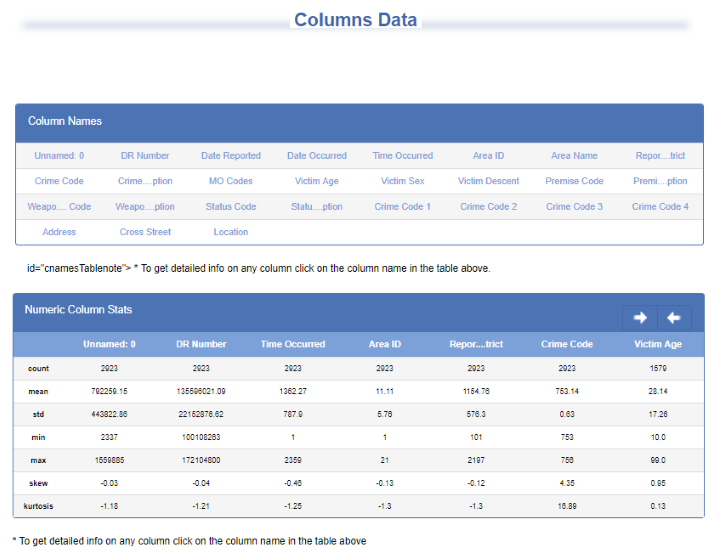 Columns Data
Column Names
Unnamed: 0 DR Number Date Reported Date Occurred Time Occurred Area ID Area Name Repor....trict
Crime Code Crime....ption MO Codes Victim Age Victim Sex Victim Descent Premise Code Premi....ption
Weapo.... Code Weapo....ption Status Code Statu....ption Crime Code 1 Crime Code 2 Crime Code 3 Crime Code 4
Address Cross Street Location
id="cnamesTablenote"> * To get detailed info on any column click on the column name in the table above.
Numeric Column Stats
Unnamed: 0 DR Number Time Occurred Area ID Repor....trict Crime Code Victim Age
count 2923 2923 2923 2923 2923 2923 1579
mean 792259.15 135596021.09 1362.27 11.11 1154.76 753.14 28.14
std 443822.86 22152876.62 787.9 5.76 576.3 0.63 17.26
min 2337 100108263 1 1 101 753 10.0
max 1559885 172104800 2359 21 2197 756 99.0
skew -0.03 -0.04 -0.46 -0.13 -0.12 4.35 0.95
kurtosis -1.18 -1.21 -1.25 -1.3 -1.3 16.89 0.13
* To get detailed info on any column click on the column name in the table above